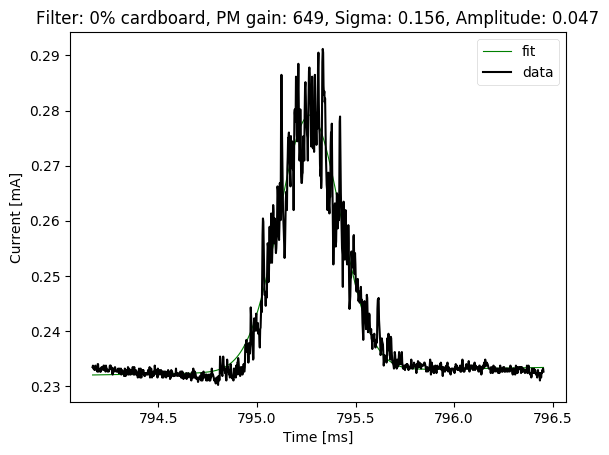 Filter: 0% cardboard, PM gain: 649, Sigma: 0.156, Amplitude: 0.047
fit
data
0.29
0.28
0.27
0.26
0.25
0.24
0.23
Current [mA]
794.5
795.0
795.5
796.0
796.5
Time [ms]